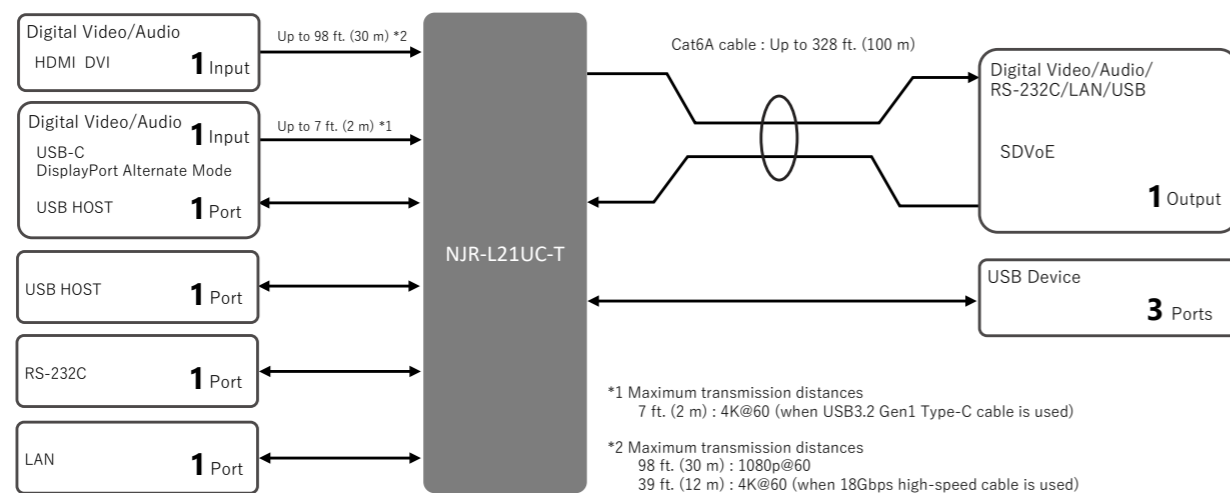 Digital Video/Audio
HDMI DVI
1 Input
Up to 98 ft. (30 m) *2
Digital Video/Audio
1 Input
USB-C
DisplayPort Alternate Mode
Up to 7 ft. (2 m) *1
USB HOST
1 Port
USB HOST
1 Port
RS-232C
1 Port
LAN
1 Port
NJR-L21UC-T
Cat6A cable : Up to 328 ft. (100 m)
Digital Video/Audio/
RS-232C/LAN/USB
SDVoE
1 Output
USB Device
3 Ports
*1 Maximum transmission distances
7 ft. (2 m) : 4K@60 (when USB3.2 Gen1 Type-C cable is used)
*2 Maximum transmission distances
98 ft. (30 m) : 1080p@60
39 ft. (12 m) : 4K@60 (when 18Gbps high-speed cable is used)